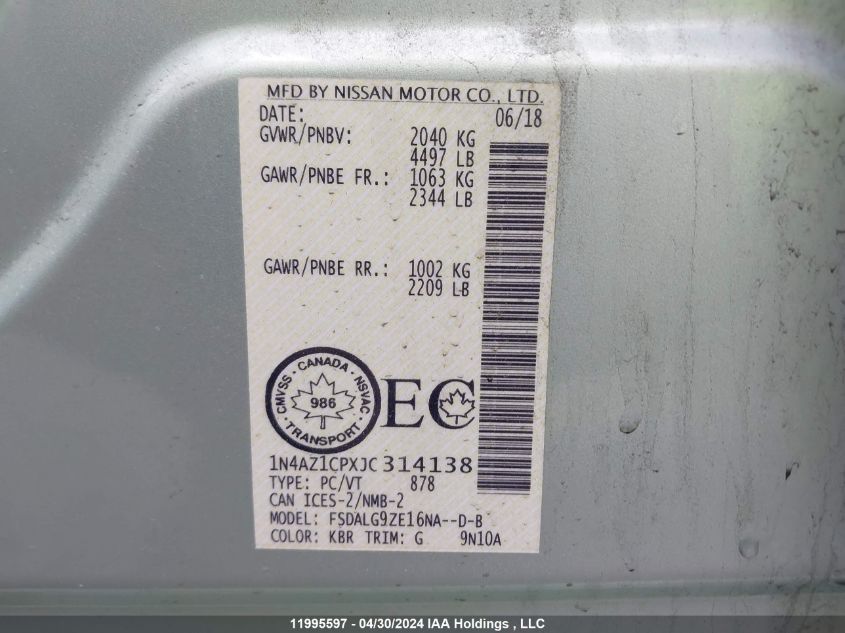 MFD BY NISSAN MOTOR CO., LTD.
DATE: 06/18
GVWR/PNBV: 2040 KG
4497 LB
GAWR/PNBE FR.: 1063 KG
2344 LB
GAWR/PNBE RR.: 1002 KG
2209 LB
CMVSS · CANADA · NSVAC · TRANSPORT ·
986
EC
1N4AZ1CPXJC314138
TYPE: PC/VT 878
CAN ICES-2/NMB-2
MODEL: FSDALG9ZE16NA--D-B
COLOR: KBR TRIM: G 9N10A
11995597 - 04/30/2024 IAA Holdings , LLC